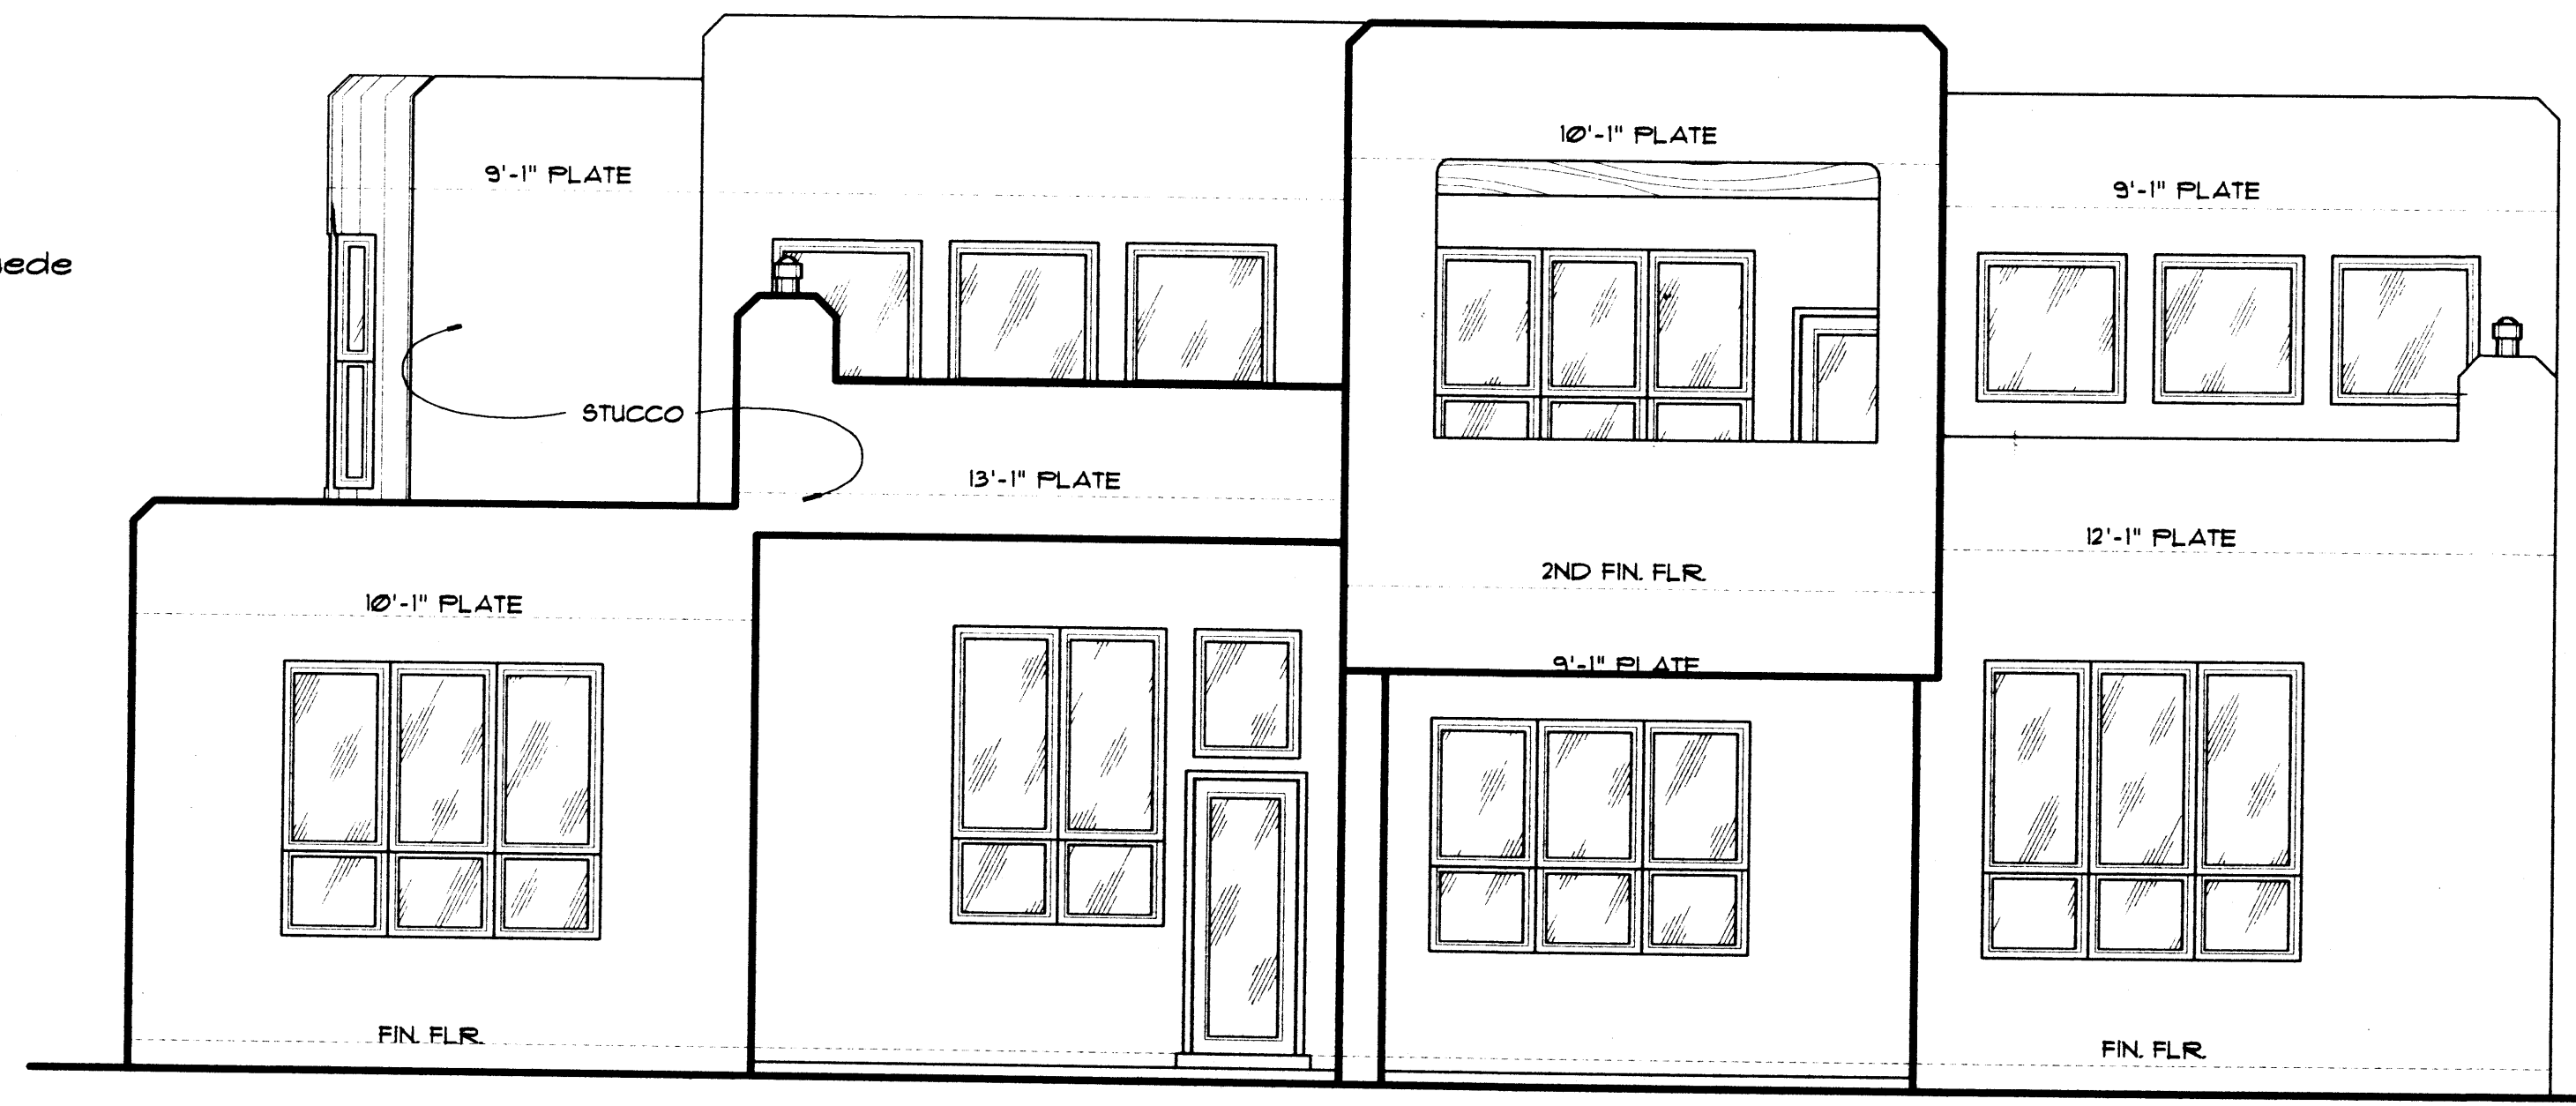 10'-1" PLATE
9'-1" PLATE
9'-1" PLATE
STUCCO
13'-1" PLATE
12'-1" PLATE
2ND FIN. FLR.
10'-1" PLATE
9'-1" PLATE
FIN. FLR.
FIN. FLR.